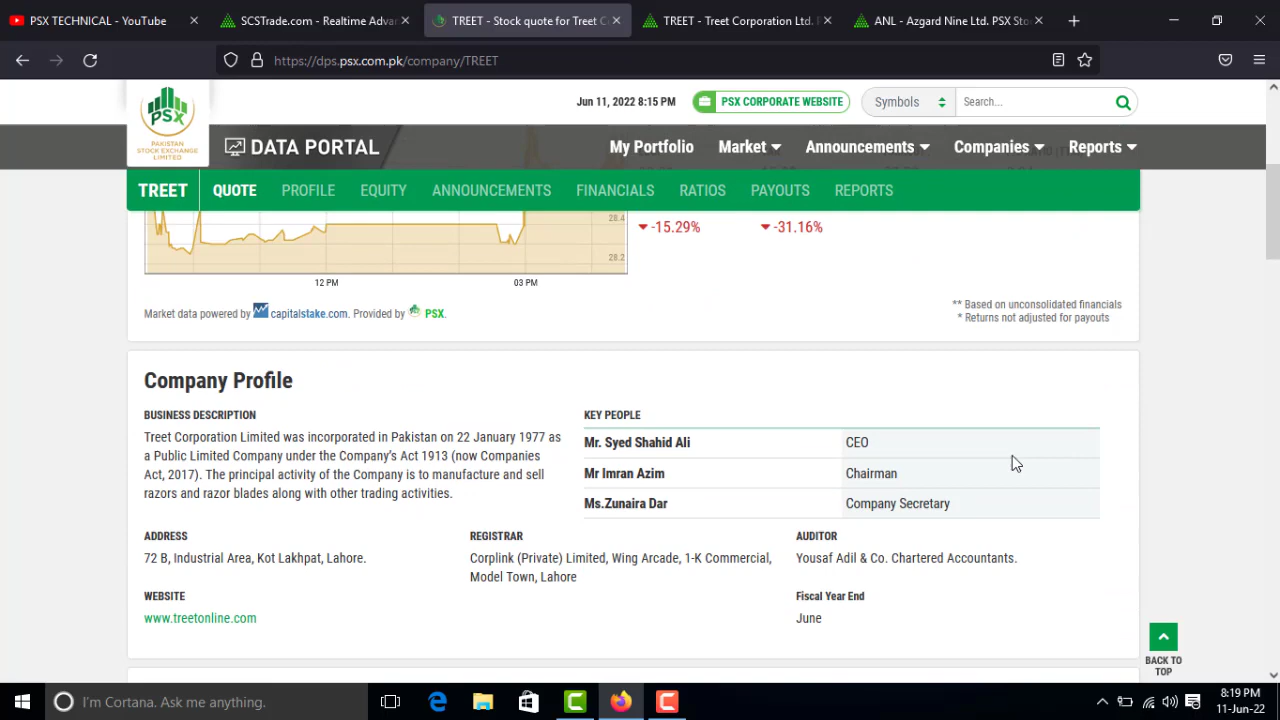 PSX TECHNICAL - YouTube
SCSTrade.com - Realtime Advan
TREET - Stock quote for Treet C
TREET - Treet Corporation Ltd. P
ANL - Azgard Nine Ltd. PSX Sto
https://dps.psx.com.pk/company/TREET
PSX
PAKISTAN
STOCK EXCHANGE
LIMITED
Jun 11, 2022 8:15 PM
PSX CORPORATE WEBSITE
Symbols
Search...
DATA PORTAL
My Portfolio Market Announcements Companies Reports
TREET QUOTE PROFILE EQUITY ANNOUNCEMENTS FINANCIALS RATIOS PAYOUTS REPORTS
28.4
28.2
12 PM 03 PM
-15.29% -31.16%
Market data powered by capitalstake.com. Provided by PSX.
** Based on unconsolidated financials
* Returns not adjusted for payouts
Company Profile
BUSINESS DESCRIPTION
Treet Corporation Limited was incorporated in Pakistan on 22 January 1977 as
a Public Limited Company under the Company's Act 1913 (now Companies
Act, 2017). The principal activity of the Company is to manufacture and sell
razors and razor blades along with other trading activities.
KEY PEOPLE
Mr. Syed Shahid Ali CEO
Mr Imran Azim Chairman
Ms.Zunaira Dar Company Secretary
ADDRESS
72 B, Industrial Area, Kot Lakhpat, Lahore.
REGISTRAR
Corplink (Private) Limited, Wing Arcade, 1-K Commercial,
Model Town, Lahore
AUDITOR
Yousaf Adil & Co. Chartered Accountants.
WEBSITE
www.treetonline.com
Fiscal Year End
June
BACK TO
TOP
I'm Cortana. Ask me anything.
8:19 PM
11-Jun-22